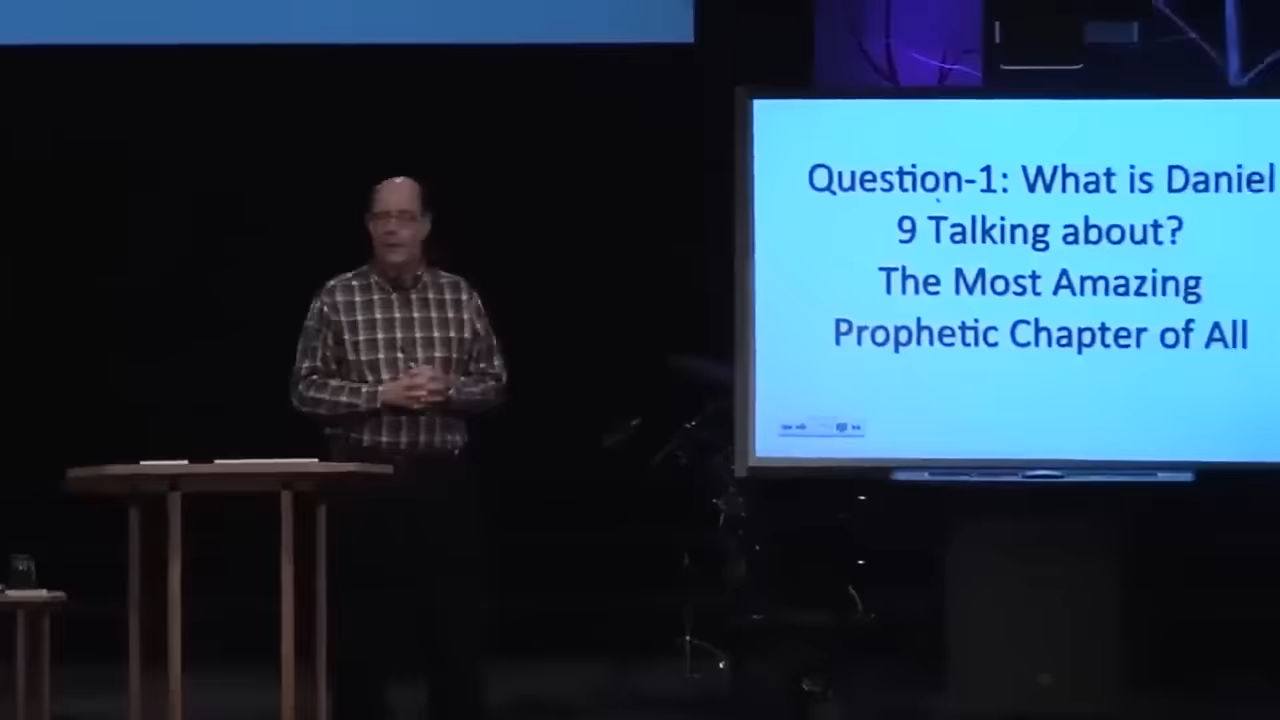 Question-1: What is Daniel
9 Talking about?
The Most Amazing
Prophetic Chapter of All